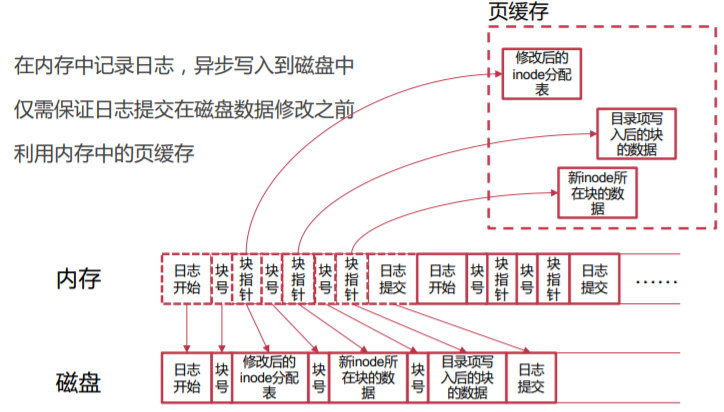 页缓存
在内存中记录日志，异步写入到磁盘中
仅需保证日志提交在磁盘数据修改之前
利用内存中的页缓存
修改后的
inode分配
表
目录项写
入后的块
的数据
新inode所
在块的数
据
内存
日志
开始
块
号
块
指
针
块
号
块
指
针
块
号
块
指
针
日志
提交
日志
开始
块
号
块
指
针
块
号
块
指
针
日志
提交
……
磁盘
日志
开始
块
号
修改后的
inode分配
表
块
号
新inode所
在块的数
据
块
号
目录项写
入后的块
的数据
日志
提交